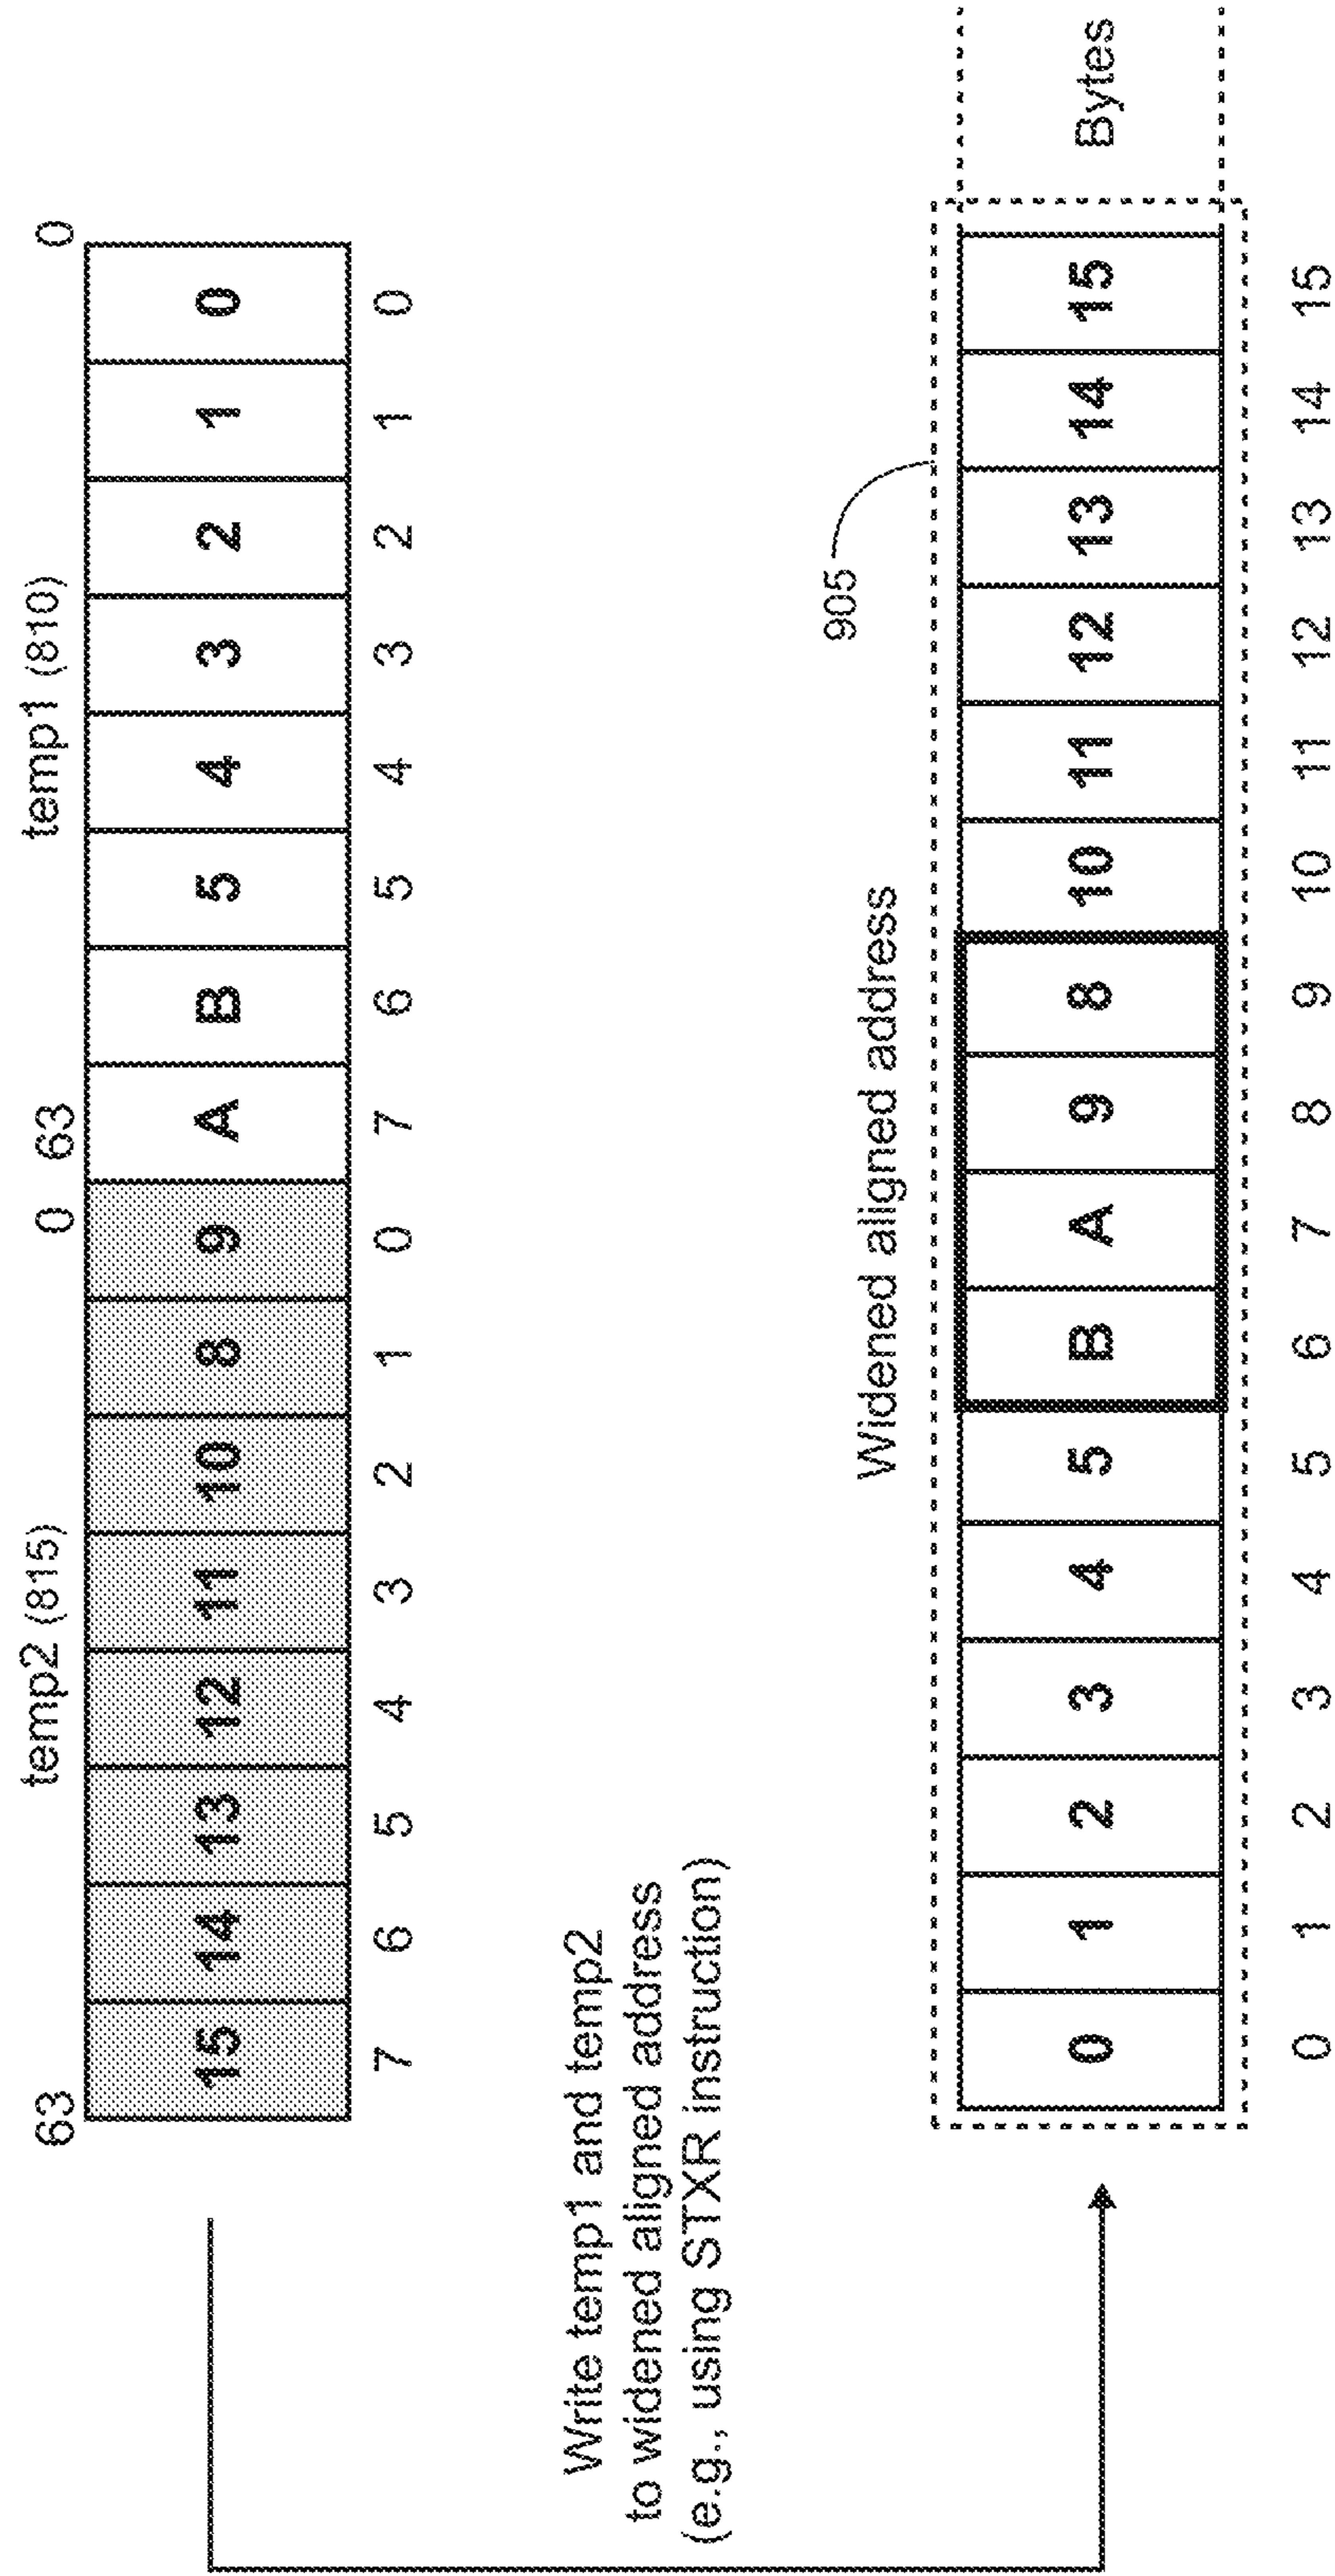 temp2 (815) temp1 (810)
63 0 63 0
15 14 13 12 11 10 8 9 A B 5 4 3 2 1 0
7 6 5 4 3 2 1 0 7 6 5 4 3 2 1 0
Write temp1 and temp2
to widened aligned address
(e.g., using STXR instruction)
905
Widened aligned address
0 1 2 3 4 5 B A 9 8 10 11 12 13 14 15 Bytes
0 1 2 3 4 5 6 7 8 9 10 11 12 13 14 15